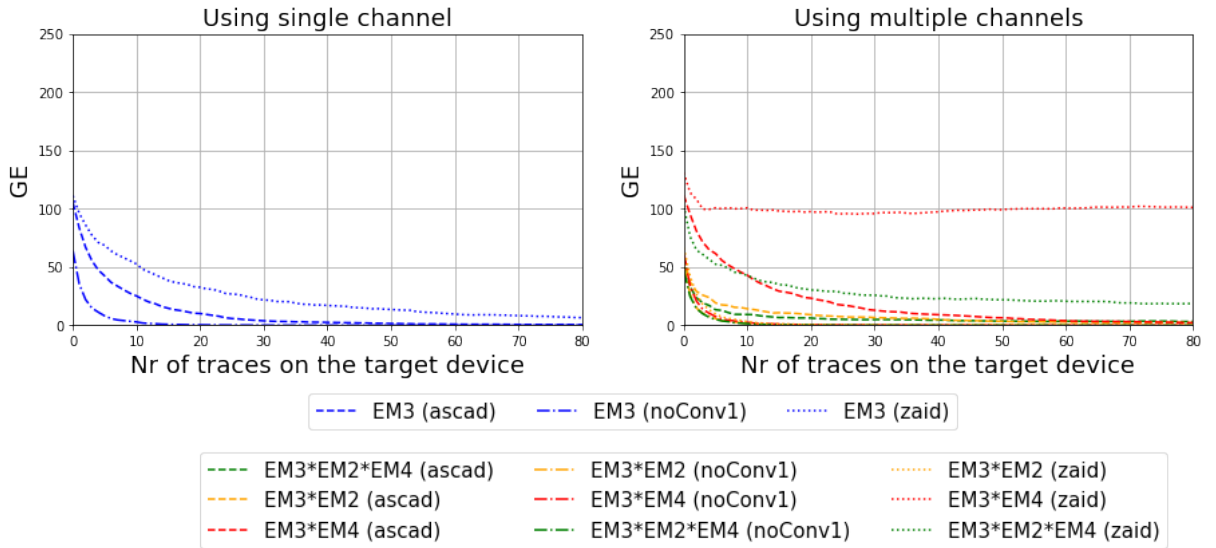 Using single channel
Using multiple channels
250
200
150
100
50
0
GE
0 10 20 30 40 50 60 70 80
Nr of traces on the target device
250
200
150
100
50
0
GE
0 10 20 30 40 50 60 70 80
Nr of traces on the target device
EM3 (ascad) EM3 (noConv1) EM3 (zaid)
EM3*EM2*EM4 (ascad) EM3*EM2 (noConv1) EM3*EM2 (zaid)
EM3*EM2 (ascad) EM3*EM4 (noConv1) EM3*EM4 (zaid)
EM3*EM4 (ascad) EM3*EM2*EM4 (noConv1) EM3*EM2*EM4 (zaid)